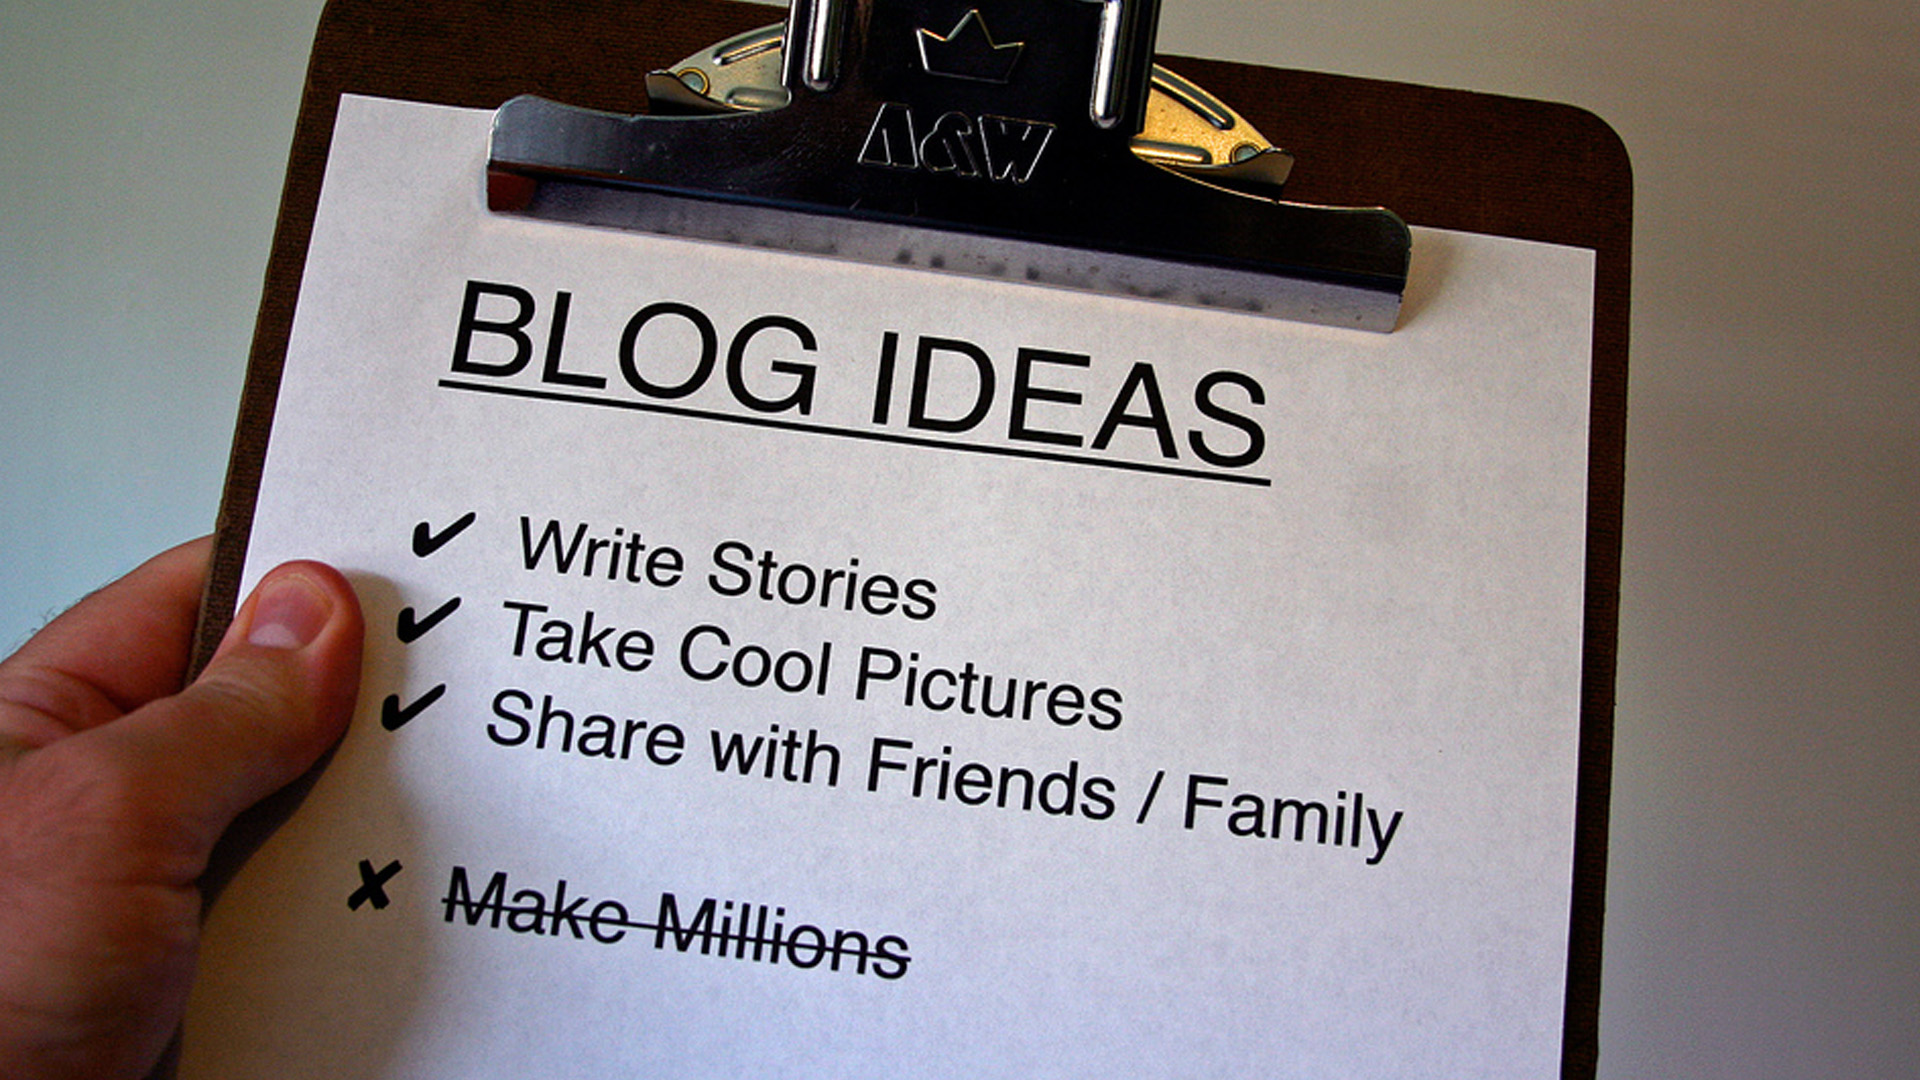 A&W
BLOG IDEAS
✔ Write Stories
✔ Take Cool Pictures
✔ Share with Friends / Family
✘ Make Millions